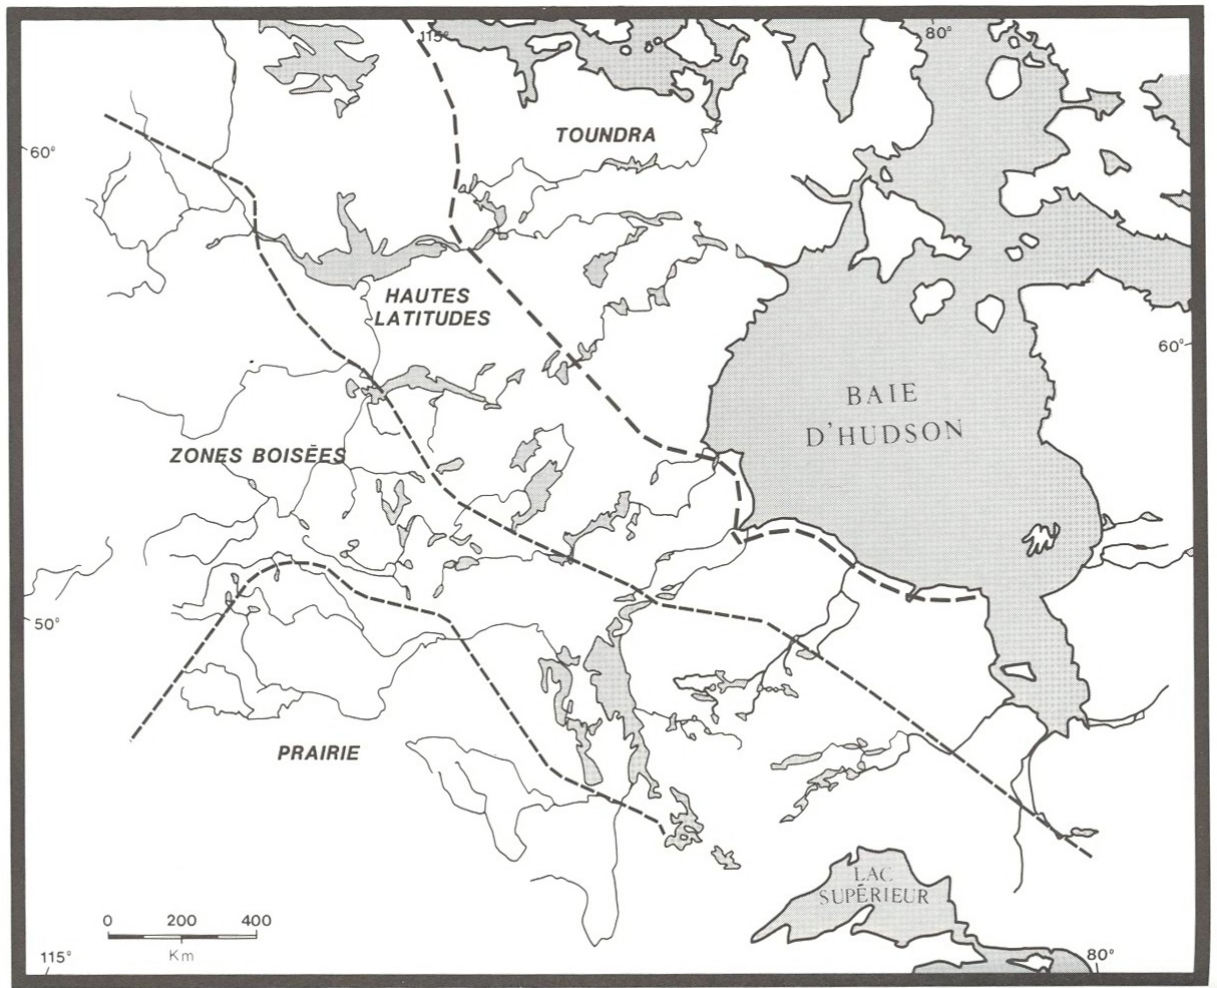 115°
80°
TOUNDRA
60°
HAUTES
LATITUDES
60°
BAIE
D'HUDSON
ZONES BOISÉES
50°
PRAIRIE
LAC
SUPÉRIEUR
0 200 400
Km
115°
80°